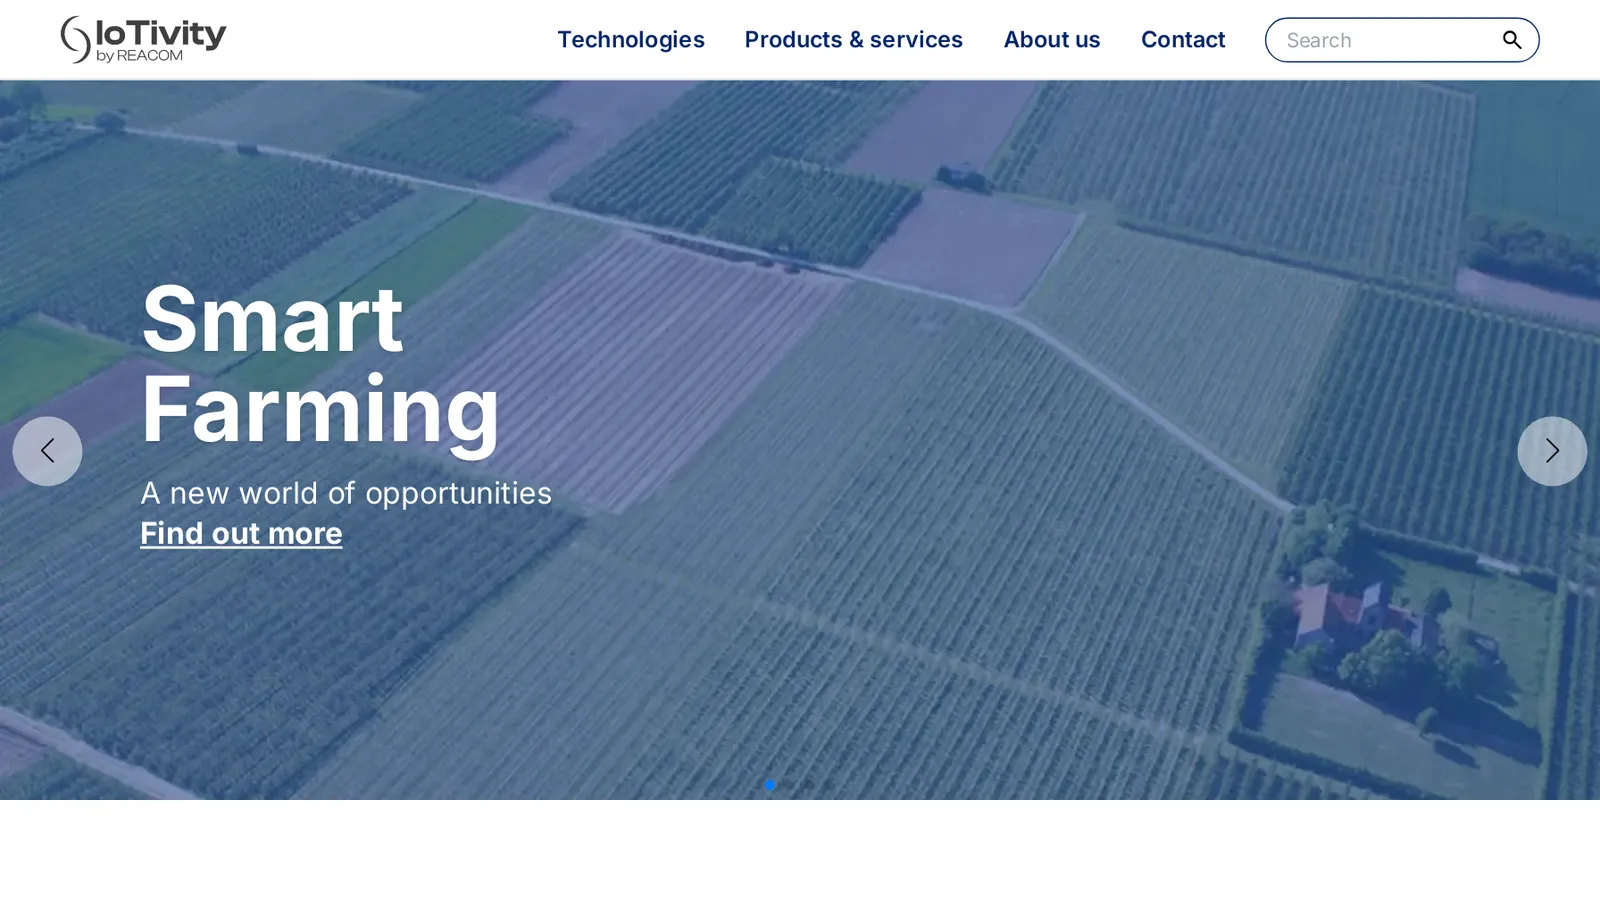 IoTivity
by REACOM
Technologies
Products & services
About us
Contact
Search
Smart
Farming
A new world of opportunities
Find out more